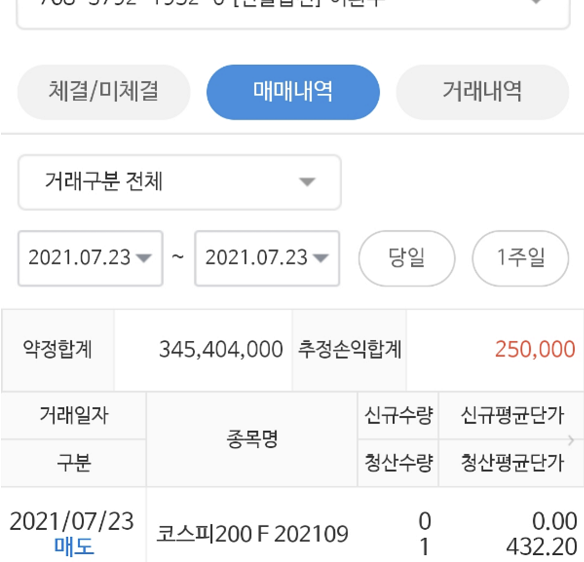 체결/미체결 매매내역 거래내역
거래구분 전체
2021.07.23 ~ 2021.07.23 당일 1주일
약정합계 345,404,000 추정손익합계 250,000
거래일자 종목명 신규수량 신규평균단가
구분 청산수량 청산평균단가
2021/07/23 코스피200 F 202109 0 0.00
매도 1 432.20